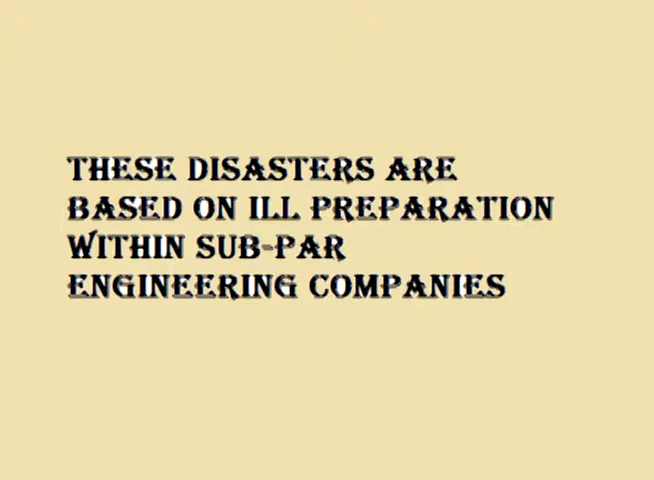 THESE DISASTERS ARE
BASED ON ILL PREPARATION
WITHIN SUB-PAR
ENGINEERING COMPANIES